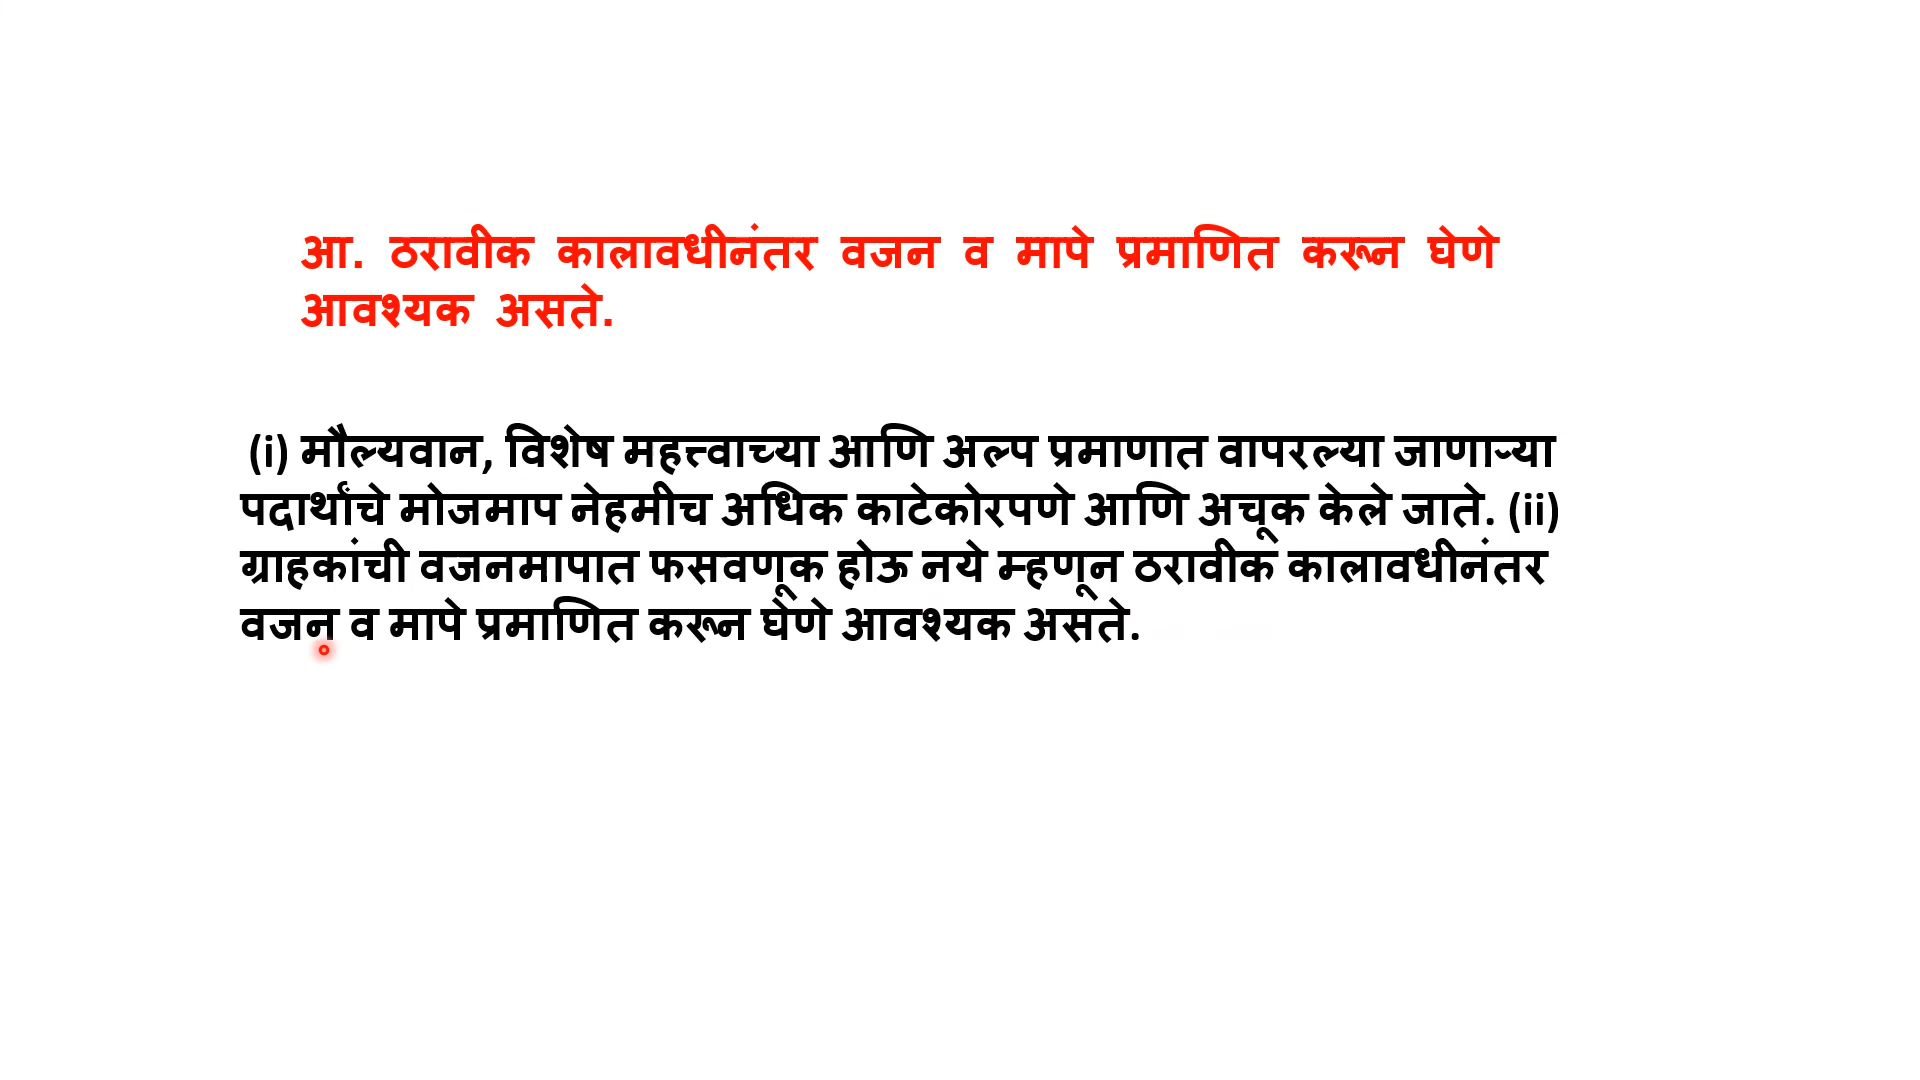 आ. ठरावीक कालावधीनंतर वजन व मापे प्रमाणित करून घेणे
आवश्यक असते.
(i) मौल्यवान, विशेष महत्त्वाच्या आणि अल्प प्रमाणात वापरल्या जाणाऱ्या
पदार्थांचे मोजमाप नेहमीच अधिक काटेकोरपणे आणि अचूक केले जाते. (ii)
ग्राहकांची वजनमापात फसवणूक होऊ नये म्हणून ठरावीक कालावधीनंतर
वजन व मापे प्रमाणित करून घेणे आवश्यक असते.